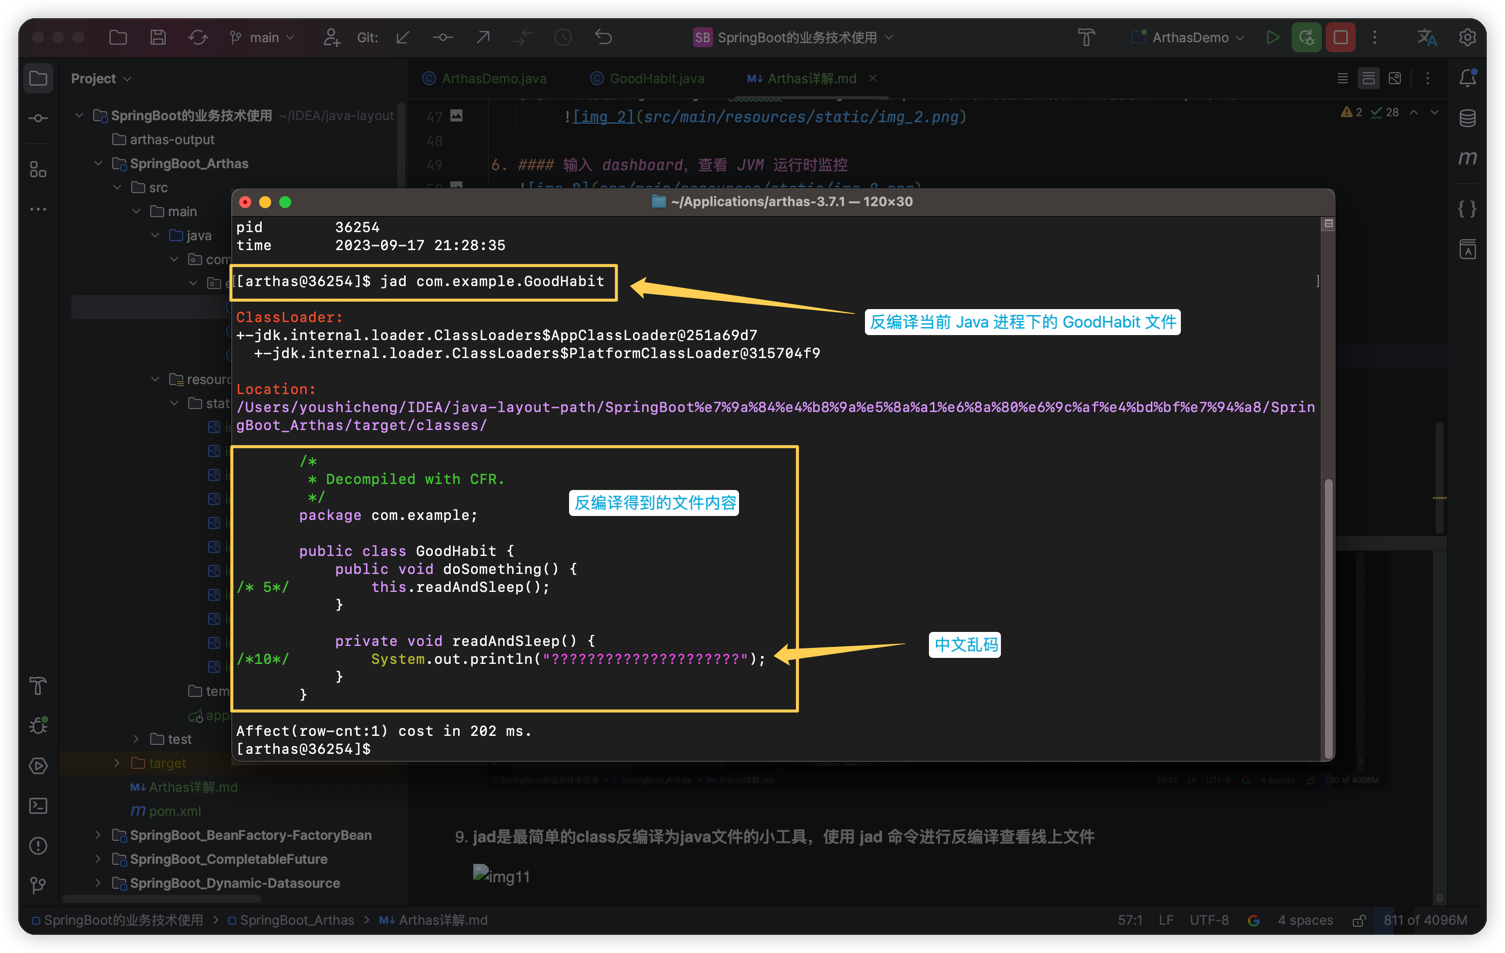 main
Git:
SB SpringBoot的业务技术使用
ArthasDemo
Project
ArthasDemo.java
GoodHabit.java
M↓ Arthas详解.md
SpringBoot的业务技术使用 ~/IDEA/java-layout
47 ![img_2](src/main/resources/static/img_2.png)
2 28
arthas-output
48
SpringBoot_Arthas
49 6. #### 输入 dashboard，查看 JVM 运行时监控
src
main
java
com
resourc
stat
tem
app
test
target
M↓ Arthas详解.md
m pom.xml
SpringBoot_BeanFactory-FactoryBean
SpringBoot_CompletableFuture
SpringBoot_Dynamic-Datasource
~/Applications/arthas-3.7.1 — 120×30
pid 36254
time 2023-09-17 21:28:35
[arthas@36254]$ jad com.example.GoodHabit
反编译当前 Java 进程下的 GoodHabit 文件
ClassLoader:
+-jdk.internal.loader.ClassLoaders$AppClassLoader@251a69d7
+-jdk.internal.loader.ClassLoaders$PlatformClassLoader@315704f9
Location:
/Users/youshicheng/IDEA/java-layout-path/SpringBoot%e7%9a%84%e4%b8%9a%e5%8a%a1%e6%8a%80%e6%9c%af%e4%bd%bf%e7%94%a8/Sprin
gBoot_Arthas/target/classes/
/*
* Decompiled with CFR.
*/
反编译得到的文件内容
package com.example;
public class GoodHabit {
public void doSomething() {
/* 5*/ this.readAndSleep();
}
private void readAndSleep() {
/*10*/ System.out.println("?????????????????????");
中文乱码
}
}
Affect(row-cnt:1) cost in 202 ms.
[arthas@36254]$
9. jad是最简单的class反编译为java文件的小工具，使用 jad 命令进行反编译查看线上文件
img11
SpringBoot的业务技术使用 > SpringBoot_Arthas > M↓ Arthas详解.md
57:1 LF UTF-8 4 spaces 811 of 4096M